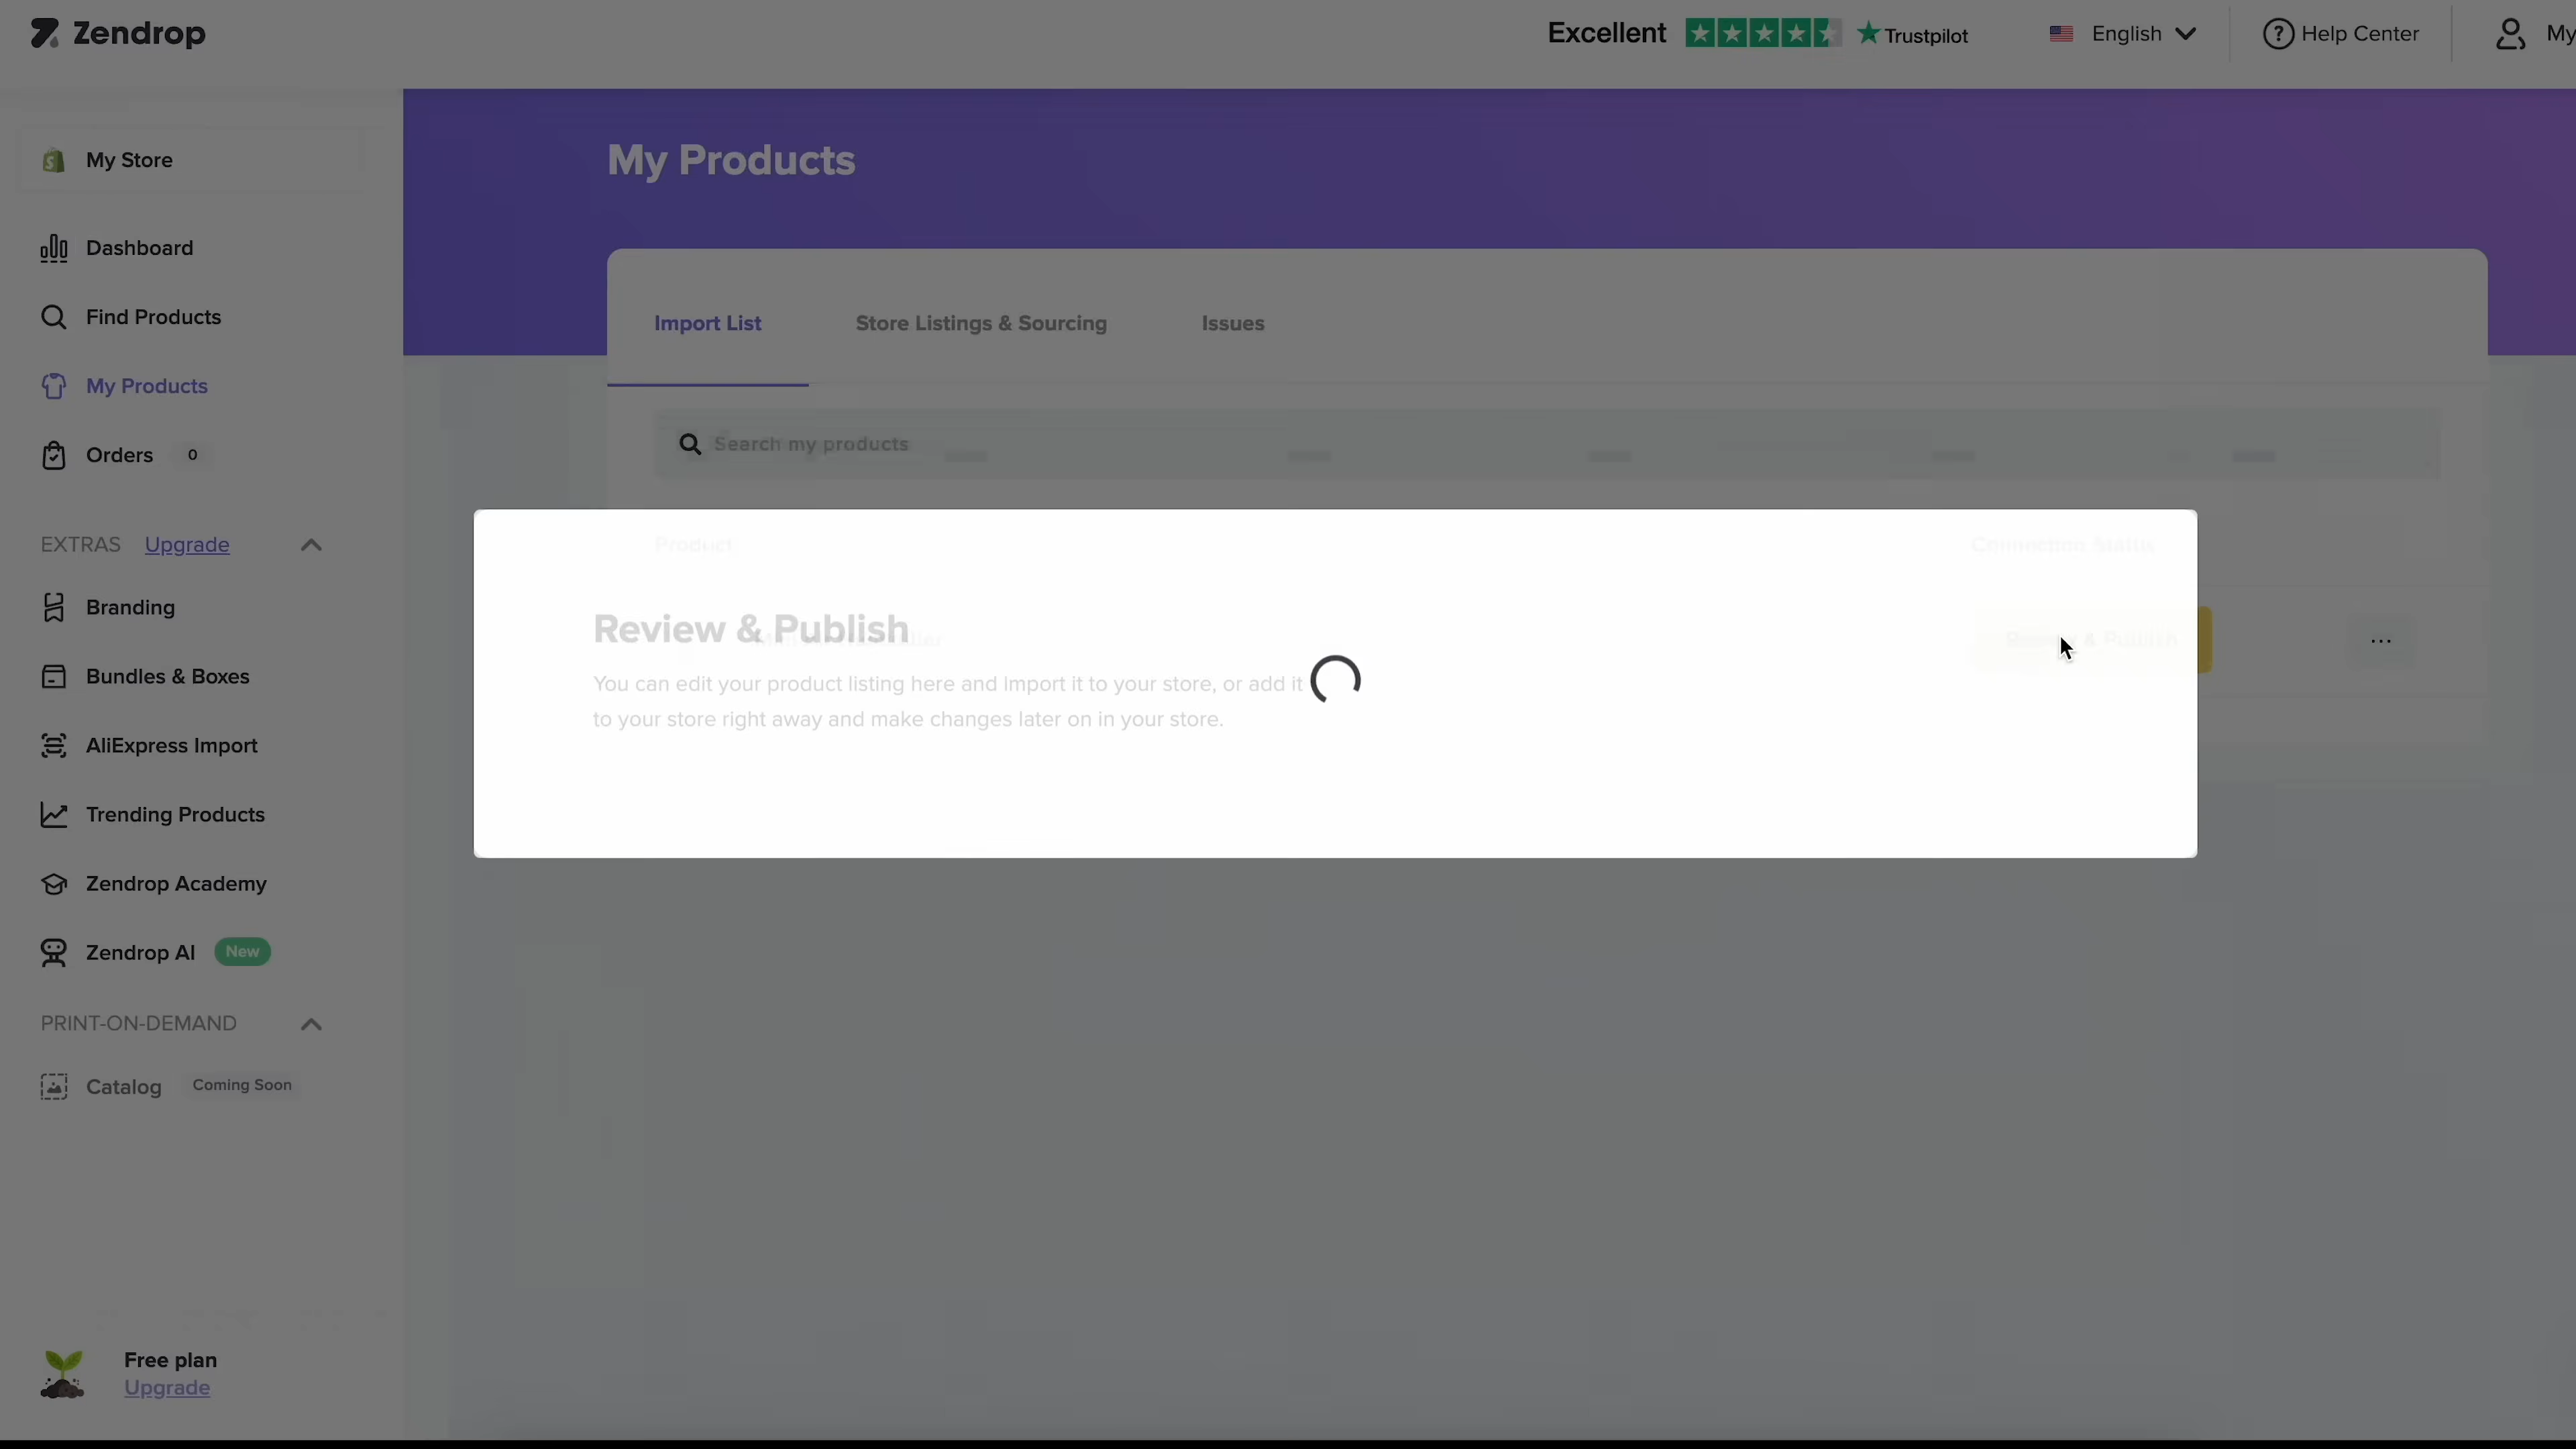 Zendrop
Excellent
Trustpilot
English
Help Center
My
My Store
Dashboard
Find Products
My Products
Orders 0
EXTRAS Upgrade
Branding
Bundles & Boxes
AliExpress Import
Trending Products
Zendrop Academy
Zendrop AI New
PRINT-ON-DEMAND
Catalog Coming Soon
Free plan
Upgrade
My Products
Import List
Store Listings & Sourcing
Issues
Search my products
Product
Connection Status
Review & Publish
You can edit your product listing here and import it to your store, or add it
to your store right away and make changes later on in your store.
Review & Publish
...